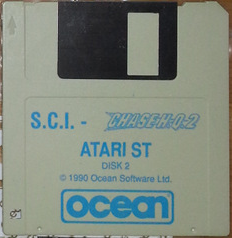 S.C.I. - CHASE H.Q.2
ATARI ST
DISK 2
© 1990 Ocean Software Ltd.
ocean